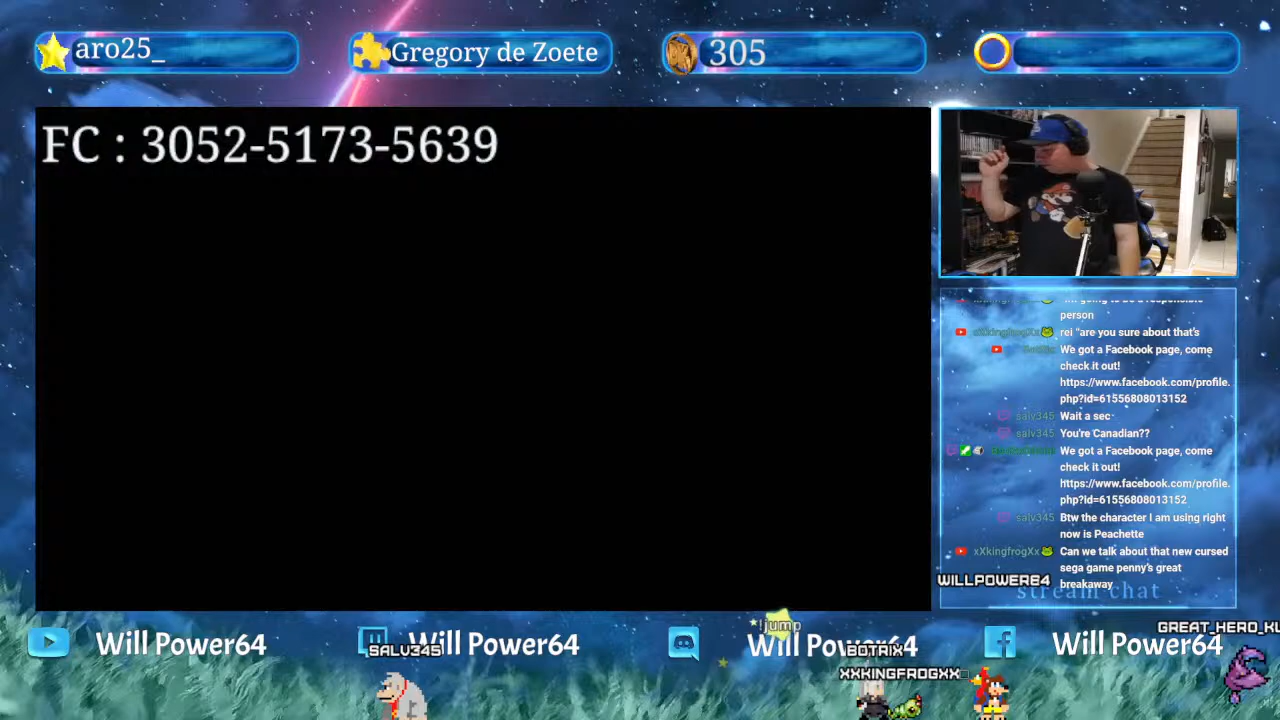 aro25_
Gregory de Zoete
305
FC : 3052-5173-5639
person
xXkingfrogXx rei "are you sure about that's
We got a Facebook page, come
check it out!
https://www.facebook.com/profile.
php?id=61556808013152
salv345 Wait a sec
salv345 You're Canadian??
We got a Facebook page, come
check it out!
https://www.facebook.com/profile.
php?id=61556808013152
salv345 Btw the character I am using right
now is Peachette
xXkingfrogXx Can we talk about that new cursed
sega game penny's great
breakaway
WILLPOWER64
stream chat
!jump
GREAT_HERO_KU
Will Power64
Will Power64
Will Power64
Will Power64
SALV345
BOTRIX
XXKINGFROGXX